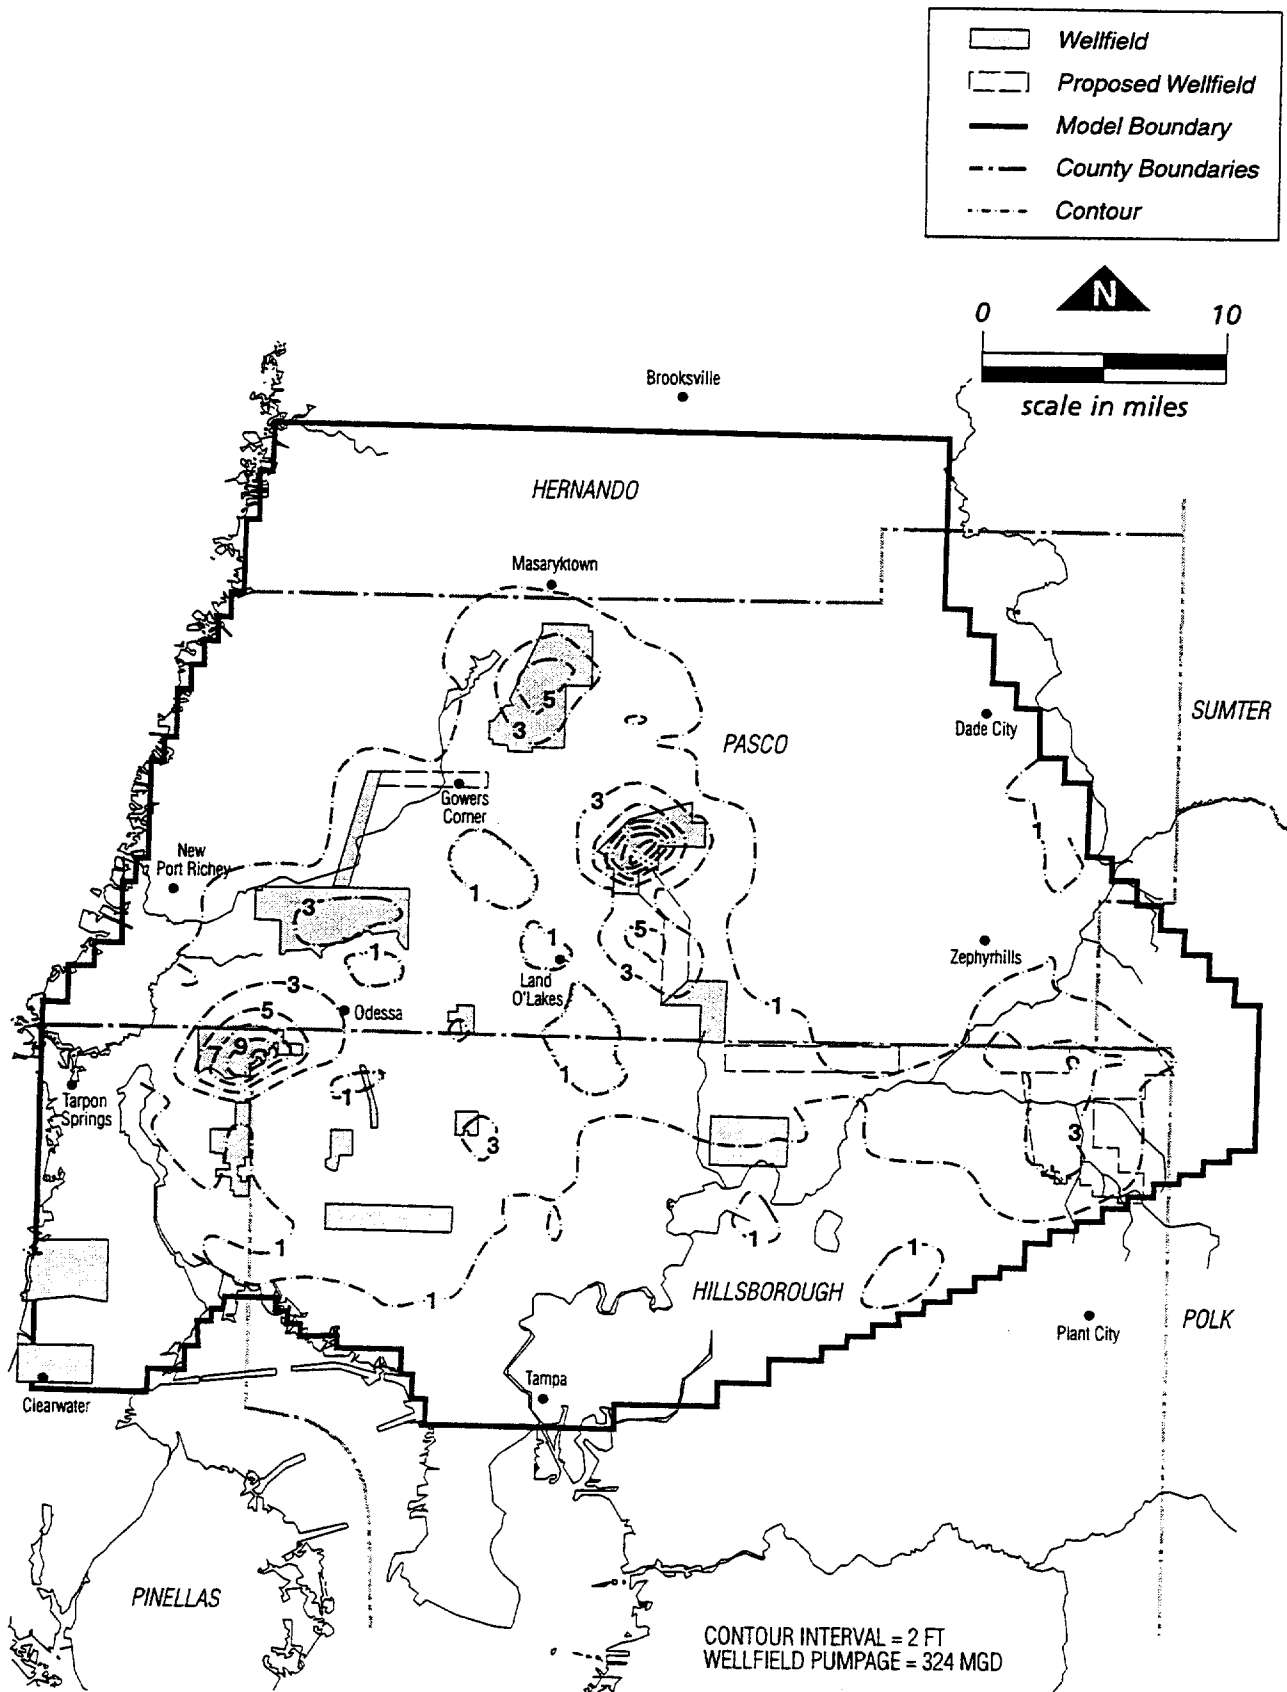 Wellfield
Proposed Wellfield
Model Boundary
County Boundaries
Contour
N
0 10
scale in miles
Brooksville
HERNANDO
Masaryktown
5
3
PASCO
Dade City
SUMTER
Gowers
Corner
3
1
New
Port Richey
1
3
1
5
1
Land
O'Lakes
3
Zephyrhills
3
5
Odessa
1
7 9
1
1
Tarpon
Springs
3
3
1
1
1
1
HILLSBOROUGH
POLK
Plant City
Tampa
Clearwater
PINELLAS
CONTOUR INTERVAL = 2 FT
WELLFIELD PUMPAGE = 324 MGD